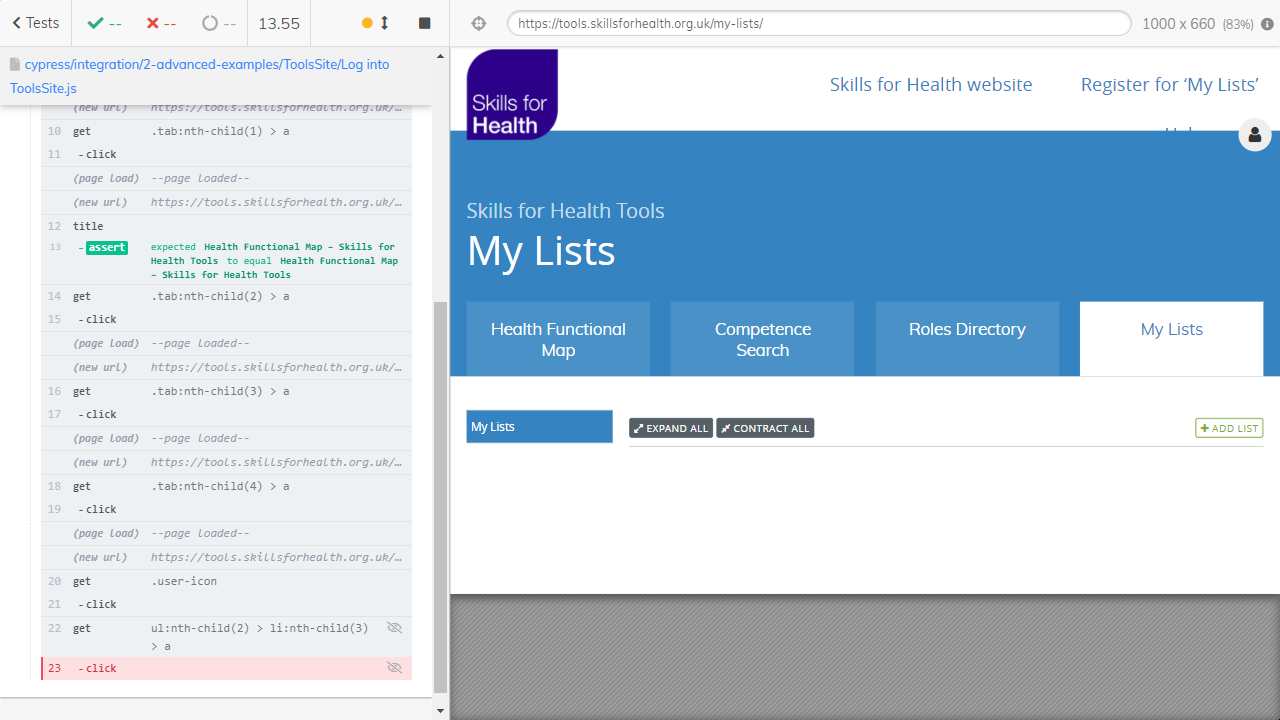 Tests
--
--
--
13.55
https://tools.skillsforhealth.org.uk/my-lists/
1000 x 660 (83%)
cypress/integration/2-advanced-examples/ToolsSite/Log into
ToolsSite.js
(new url) https://tools.skillsforhealth.org.uk/…
10 get .tab:nth-child(1) > a
11 -click
(page load) --page loaded--
(new url) https://tools.skillsforhealth.org.uk/…
12 title
13 -assert expected Health Functional Map – Skills for
Health Tools to equal Health Functional Map
– Skills for Health Tools
14 get .tab:nth-child(2) > a
15 -click
(page load) --page loaded--
(new url) https://tools.skillsforhealth.org.uk/…
16 get .tab:nth-child(3) > a
17 -click
(page load) --page loaded--
(new url) https://tools.skillsforhealth.org.uk/…
18 get .tab:nth-child(4) > a
19 -click
(page load) --page loaded--
(new url) https://tools.skillsforhealth.org.uk/…
20 get .user-icon
21 -click
22 get ul:nth-child(2) > li:nth-child(3)
> a
23 -click
Skills for
Health
Skills for Health website
Register for ‘My Lists’
Skills for Health Tools
My Lists
Health Functional
Map
Competence
Search
Roles Directory
My Lists
My Lists
EXPAND ALL
CONTRACT ALL
+ ADD LIST